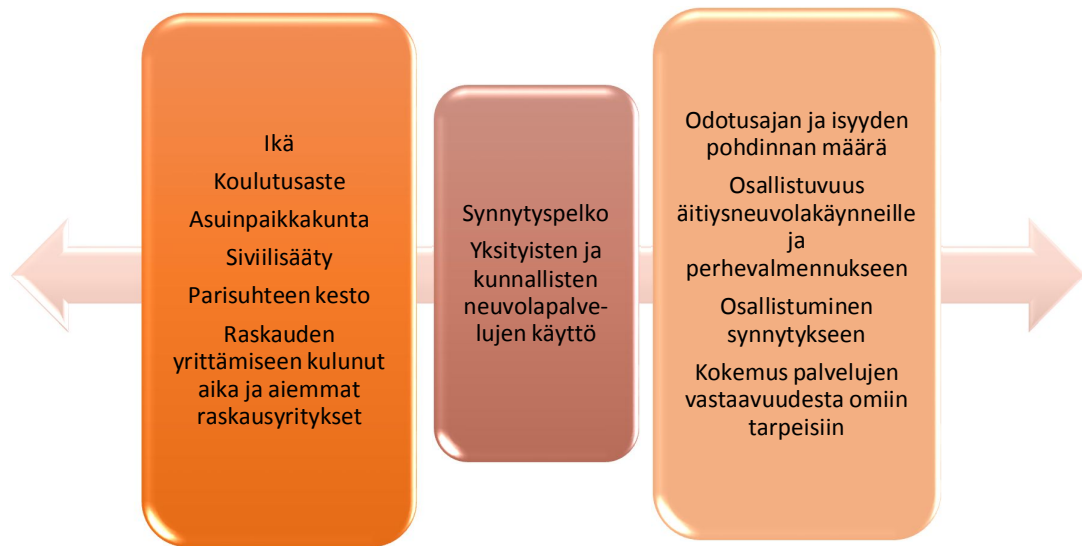 Ikä
Koulutusaste
Asuinpaikkakunta
Siviilisääty
Parisuhteen kesto
Raskauden
yrittämiseen kulunut
aika ja aiemmat
raskausyritykset
Synnytyspelko
Yksityisten ja
kunnallisten
neuvolapalve-
lujen käyttö
Odotusajan ja isyyden
pohdinnan määrä
Osallistuvuus
äitiysneuvolakäynneille
ja
perhevalmennukseen
Osallistuminen
synnytykseen
Kokemus palvelujen
vastaavuudesta omiin
tarpeisiin